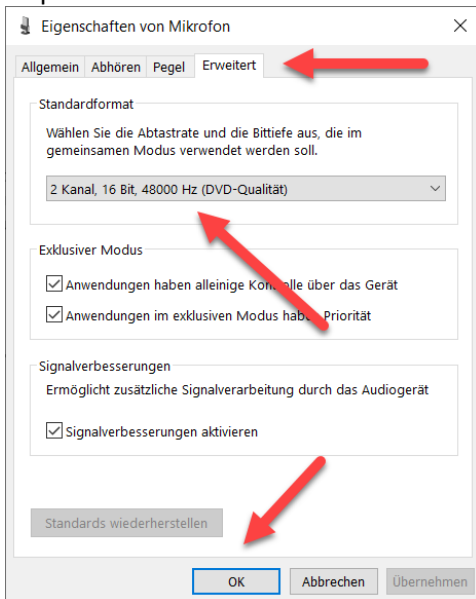 Eigenschaften von Mikrofon
Allgemein Abhören Pegel Erweitert
Standardformat
Wählen Sie die Abtastrate und die Bittiefe aus, die im
gemeinsamen Modus verwendet werden soll.
2 Kanal, 16 Bit, 48000 Hz (DVD-Qualität)
Exklusiver Modus
Anwendungen haben alleinige Kontrolle über das Gerät
Anwendungen im exklusiven Modus haben Priorität
Signalverbesserungen
Ermöglicht zusätzliche Signalverarbeitung durch das Audiogerät
Signalverbesserungen aktivieren
Standards wiederherstellen
OK Abbrechen Übernehmen